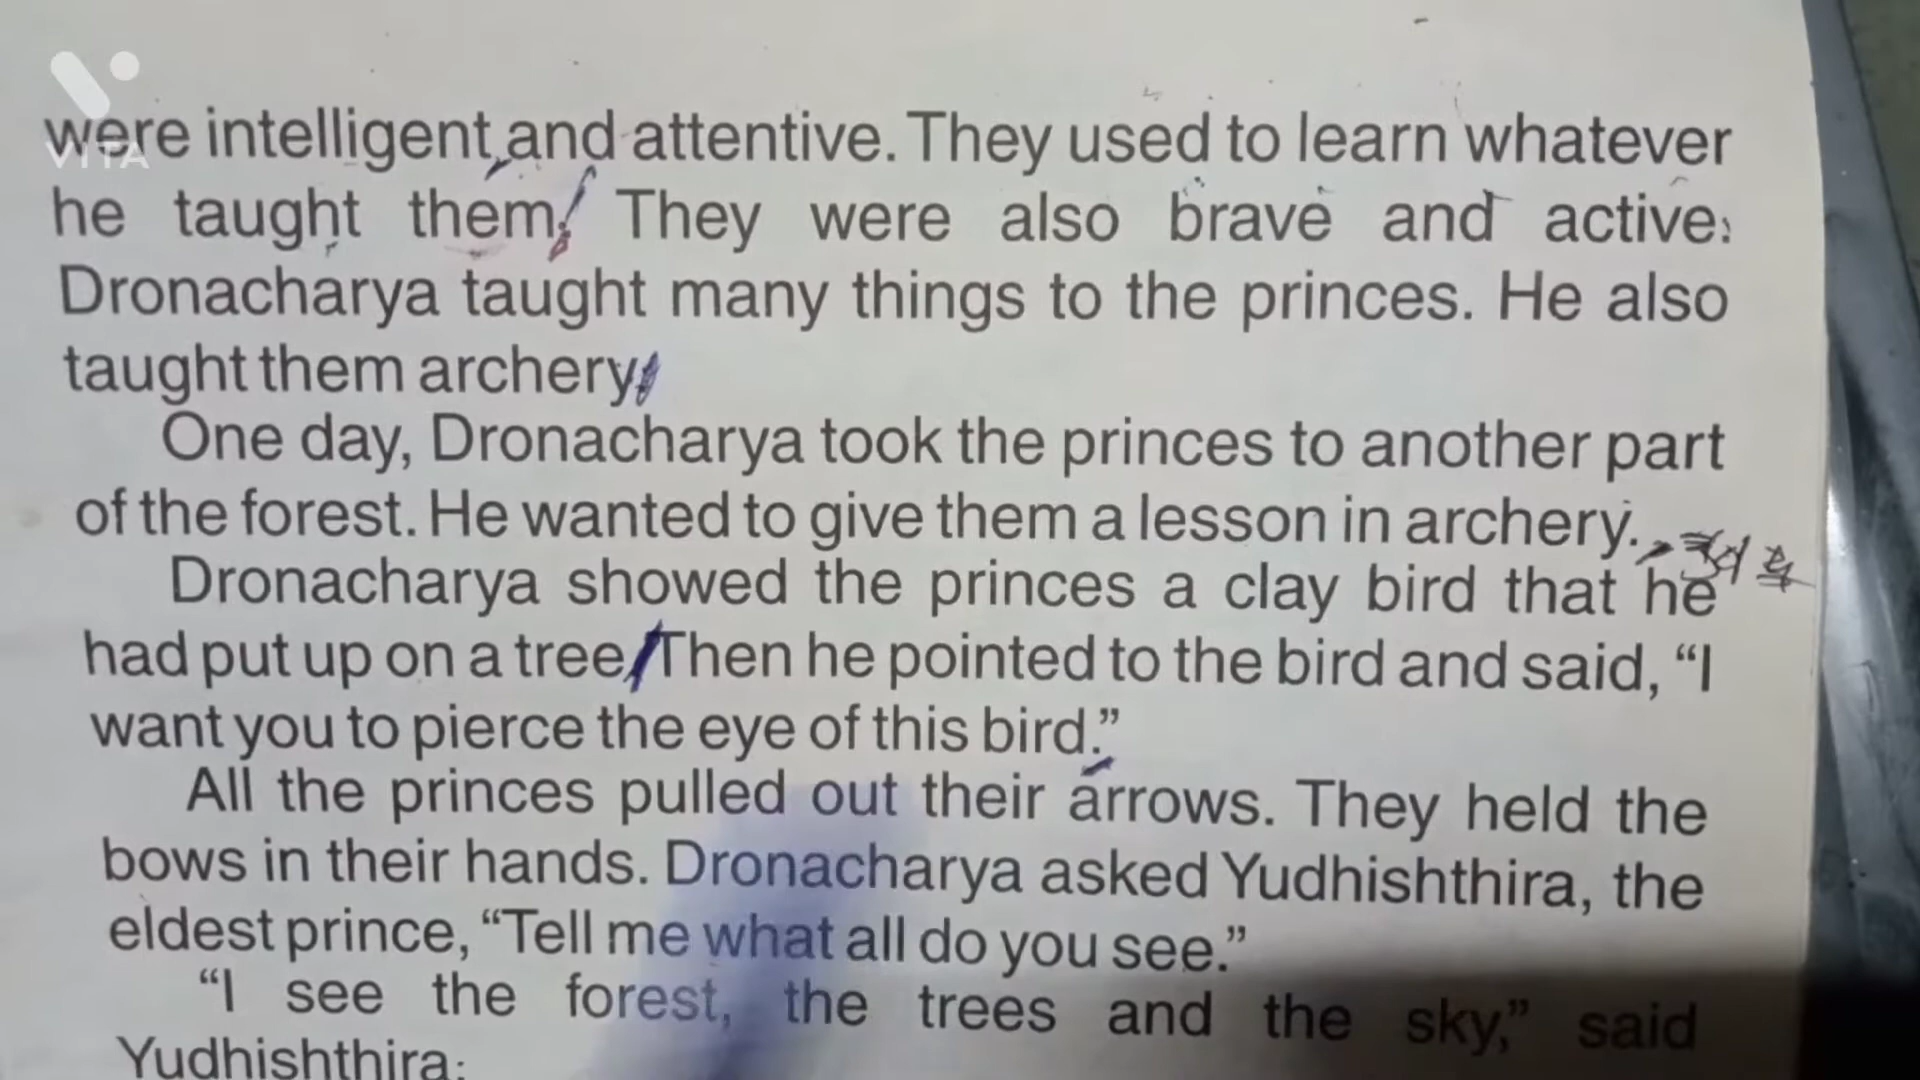 VITA
were intelligent and attentive. They used to learn whatever
he taught them. They were also brave and active.
Dronacharya taught many things to the princes. He also
taught them archery.
One day, Dronacharya took the princes to another part
of the forest. He wanted to give them a lesson in archery.
Dronacharya showed the princes a clay bird that he
had put up on a tree. Then he pointed to the bird and said, “I
want you to pierce the eye of this bird.”
All the princes pulled out their arrows. They held the
bows in their hands. Dronacharya asked Yudhishthira, the
eldest prince, “Tell me what all do you see.”
“I see the forest, the trees and the sky,” said
Yudhishthira.